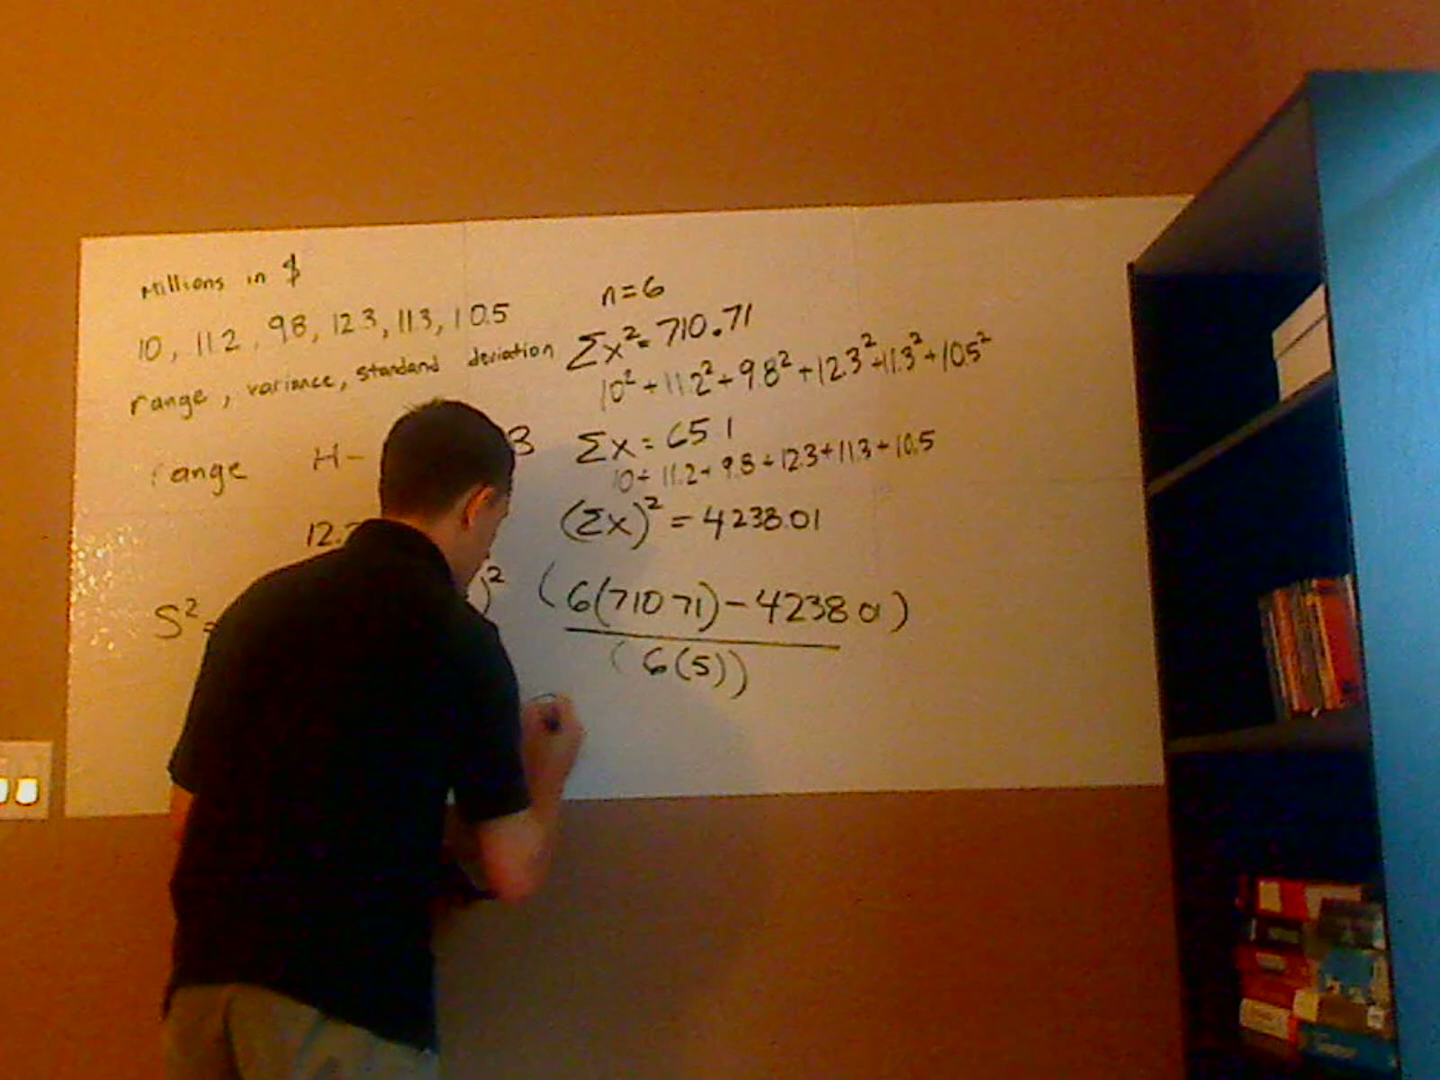 Millions in $
10, 11.2, 9.8, 12.3, 11.3, 10.5
range, variance, standard deviation
range H-
12.
S² =
)²
n=6
Σx² = 710.71
10² + 11.2² + 9.8² + 12.3² + 11.3² + 10.5²
Σx = 65.1
10 + 11.2 + 9.8 + 12.3 + 11.3 + 10.5
(Σx)² = 4238.01
(6(710.71) - 4238.01)
(6(5))